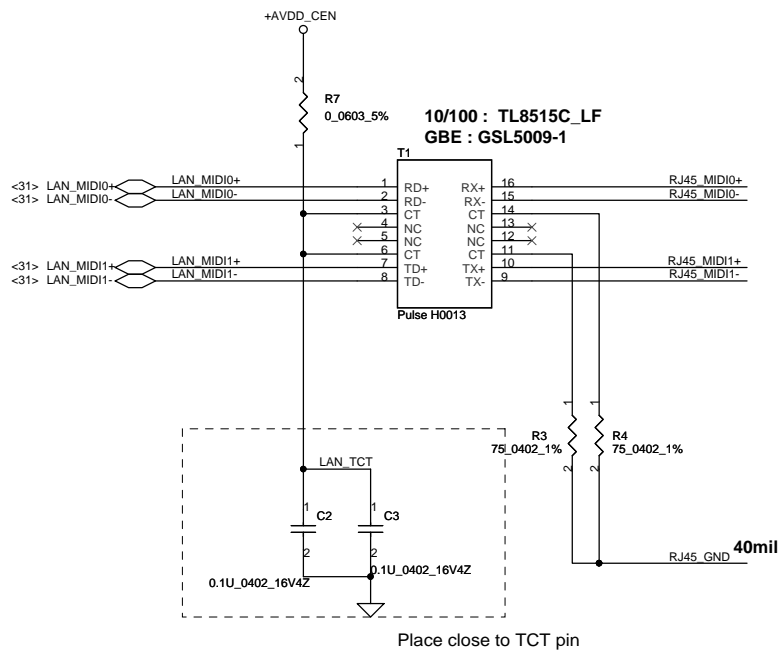 +AVDD_CEN
2
R7
0_0603_5%
1
10/100 : TL8515C_LF
GBE : GSL5009-1
T1
<31> LAN_MIDI0+ LAN_MIDI0+ 1 RD+ RX+ 16 RJ45_MIDI0+
<31> LAN_MIDI0- LAN_MIDI0- 2 RD- RX- 15 RJ45_MIDI0-
3 CT CT 14
4 NC NC 13
5 NC NC 12
6 CT CT 11
<31> LAN_MIDI1+ LAN_MIDI1+ 7 TD+ TX+ 10 RJ45_MIDI1+
<31> LAN_MIDI1- LAN_MIDI1- 8 TD- TX- 9 RJ45_MIDI1-
Pulse H0013
1 1
R3 R4
75_0402_1% 75_0402_1%
2 2
LAN_TCT
1 1
C2 C3
2 2
0.1U_0402_16V4Z 0.1U_0402_16V4Z
RJ45_GND 40mil
Place close to TCT pin